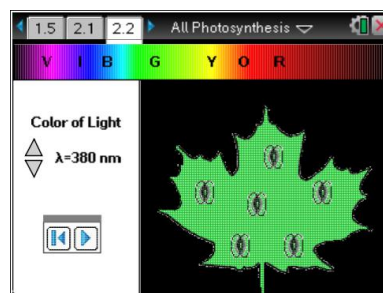 1.5 2.1 2.2 All Photosynthesis
V I B G Y O R
Color of Light
λ=380 nm